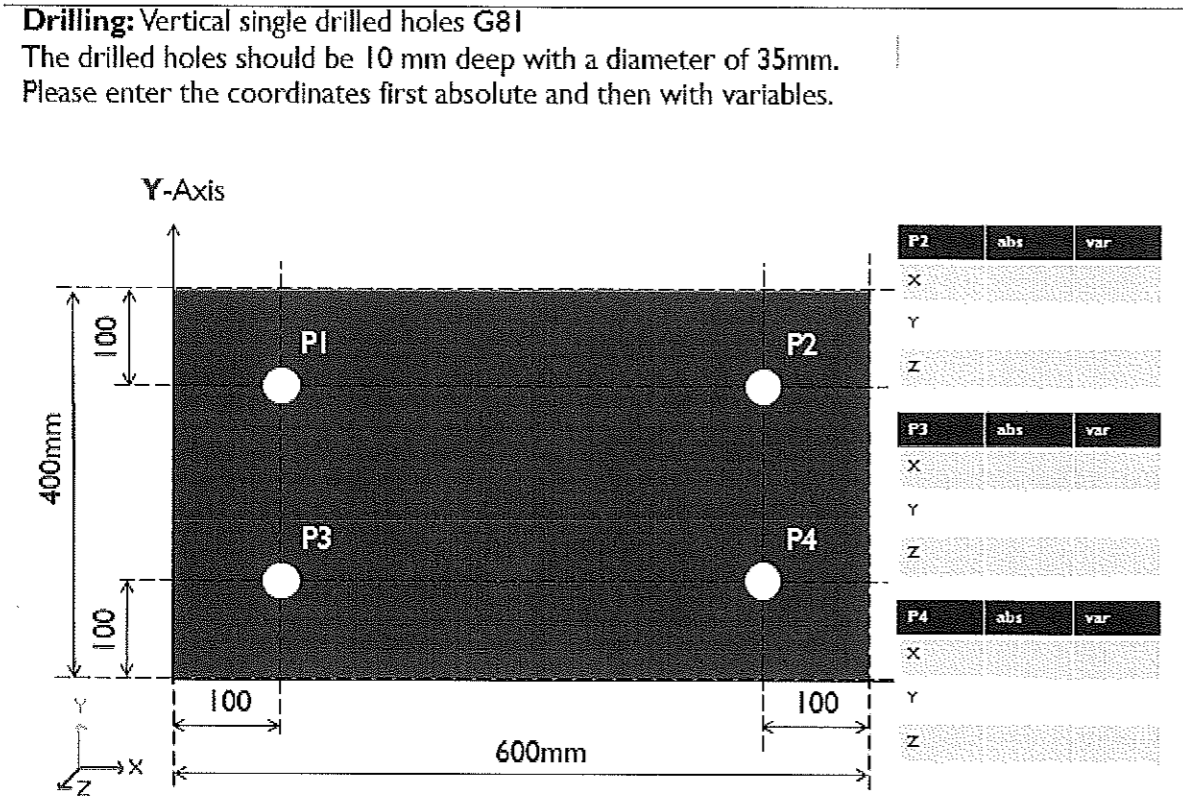 Drilling: Vertical single drilled holes G81
The drilled holes should be 10 mm deep with a diameter of 35mm.
Please enter the coordinates first absolute and then with variables.
Y-Axis
100
400mm
100
P1
P2
P3
P4
Y
X
Z
100
100
600mm
P2 abs var
X
Y
Z
P3 abs var
X
Y
Z
P4 abs var
X
Y
Z